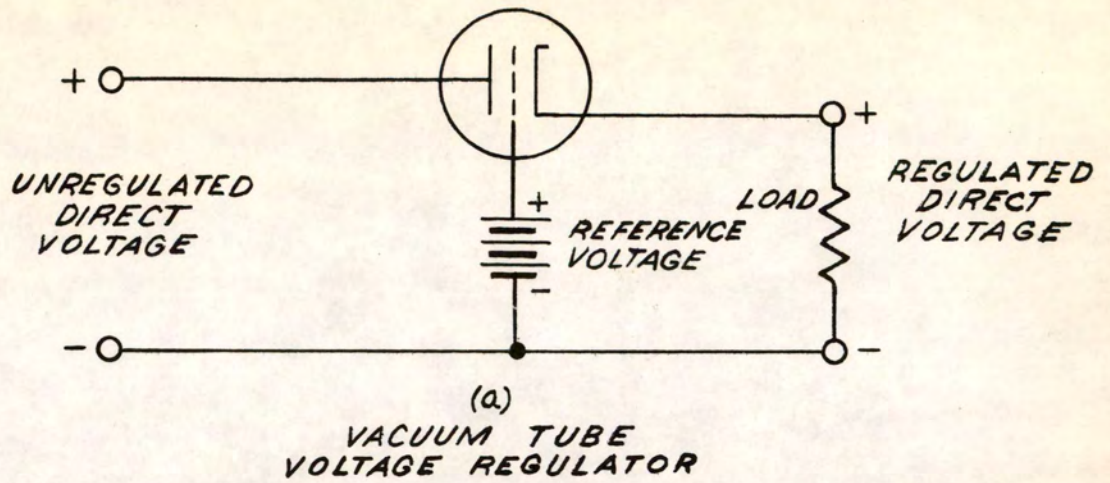 +
+
UNREGULATED
DIRECT
VOLTAGE
+
REFERENCE
VOLTAGE
-
LOAD
REGULATED
DIRECT
VOLTAGE
-
-
(a)
VACUUM TUBE
VOLTAGE REGULATOR